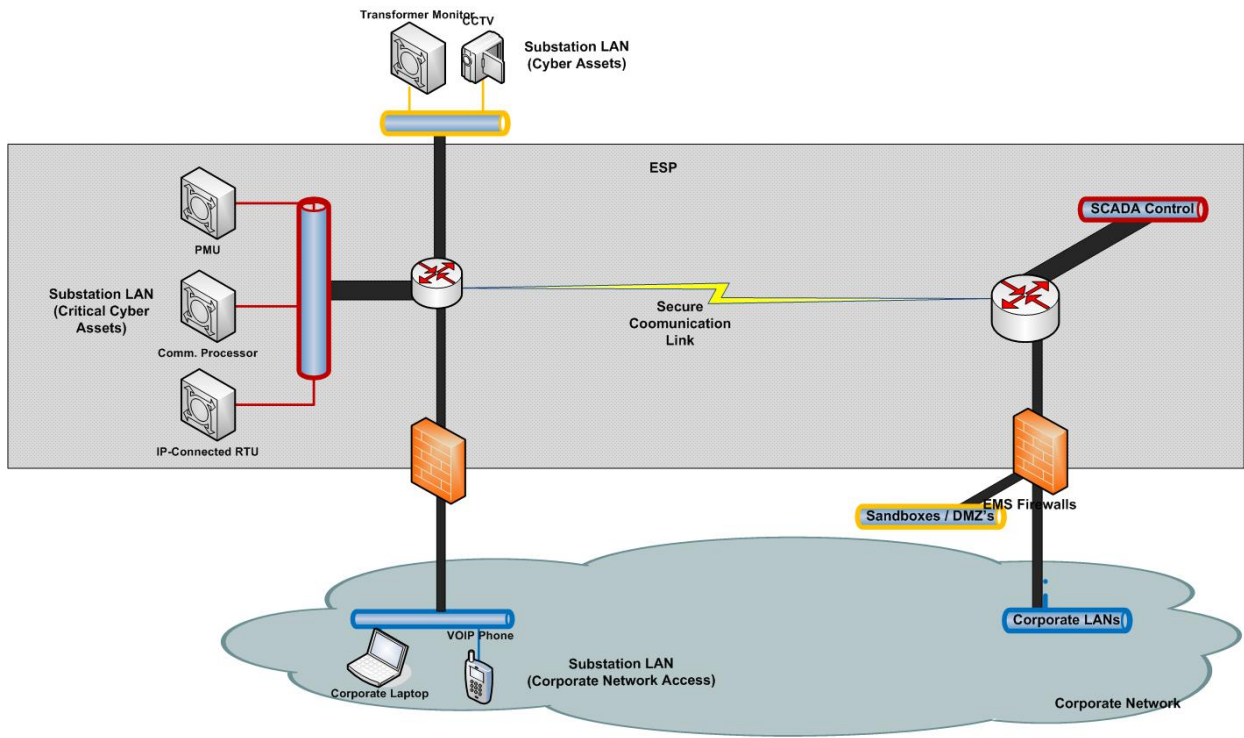 Transformer Monitor
CCTV
Substation LAN
(Cyber Assets)
ESP
PMU
SCADA Control
Substation LAN
(Critical Cyber
Assets)
Comm. Processor
Secure
Coomunication
Link
IP-Connected RTU
EMS Firewalls
Sandboxes / DMZ's
Corporate LANs
VOIP Phone
Substation LAN
(Corporate Network Access)
Corporate Laptop
Corporate Network